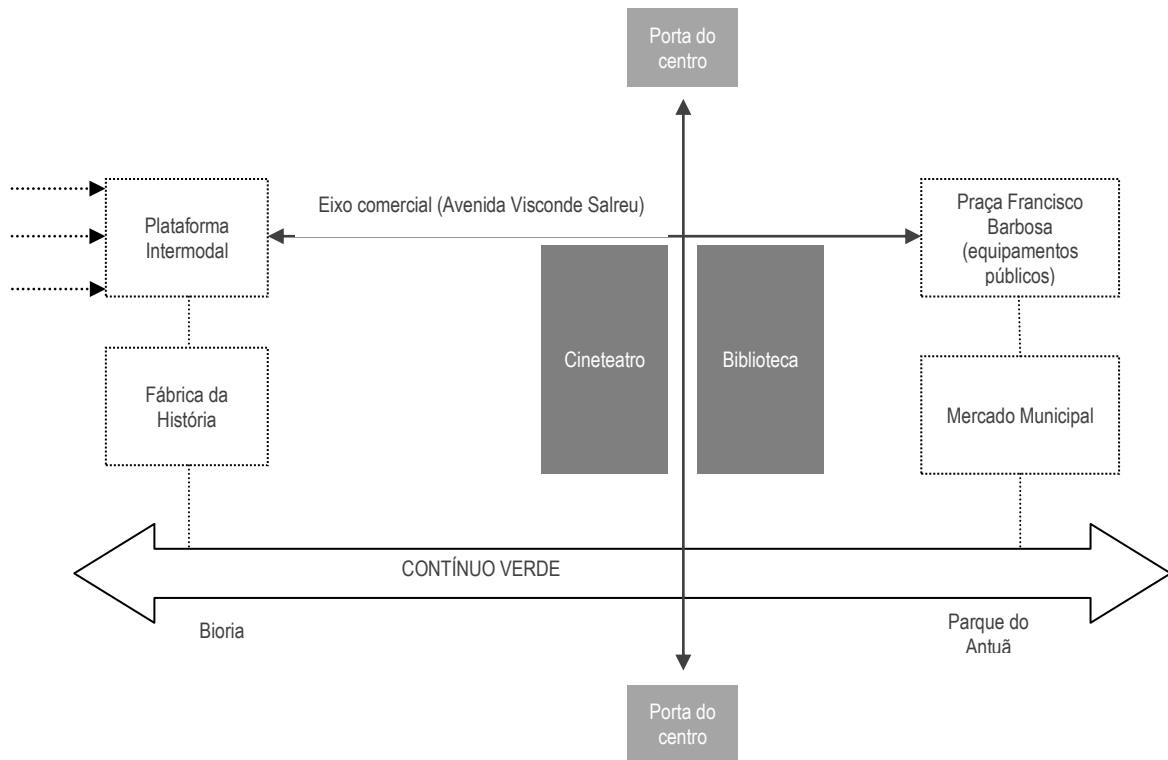 Porta do
centro
Eixo comercial (Avenida Visconde Salreu)
Plataforma
Intermodal
Praça Francisco
Barbosa
(equipamentos
públicos)
Cineteatro
Biblioteca
Fábrica da
História
Mercado Municipal
CONTÍNUO VERDE
Bioria
Parque do
Antuã
Porta do
centro